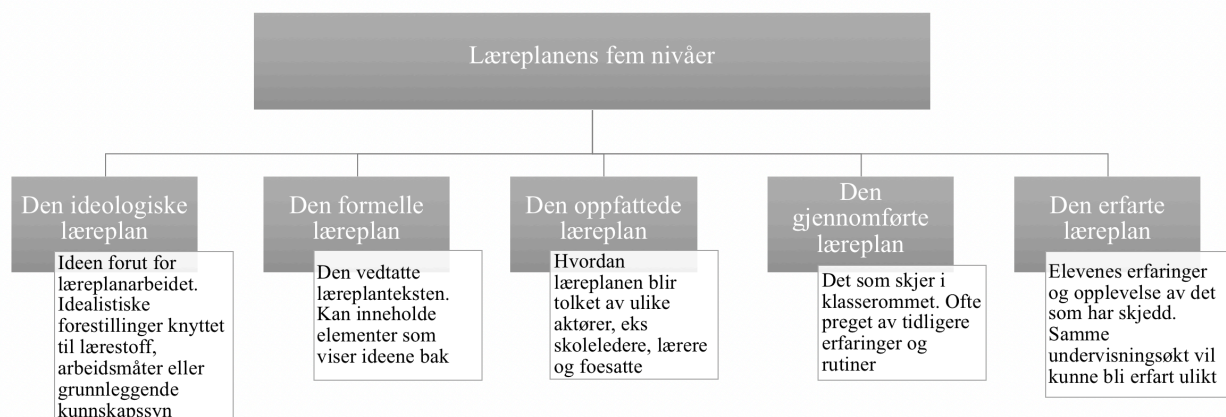 Læreplanens fem nivåer
Den ideologiske
læreplan
Ideen forut for
læreplanarbeidet.
Idealistiske
forestillinger knyttet
til lærestoff,
arbeidsmåter eller
grunnleggende
kunnskapssyn
Den formelle
læreplan
Den vedtatte
læreplanteksten.
Kan inneholde
elementer som
viser ideene bak
Den oppfattede
læreplan
Hvordan
læreplanen blir
tolket av ulike
aktører, eks
skoleledere, lærere
og foesatte
Den
gjennomførte
læreplan
Det som skjer i
klasserommet. Ofte
preget av tidligere
erfaringer og
rutiner
Den erfarte
læreplan
Elevenes erfaringer
og opplevelse av det
som har skjedd.
Samme
undervisningsøkt vil
kunne bli erfart ulikt